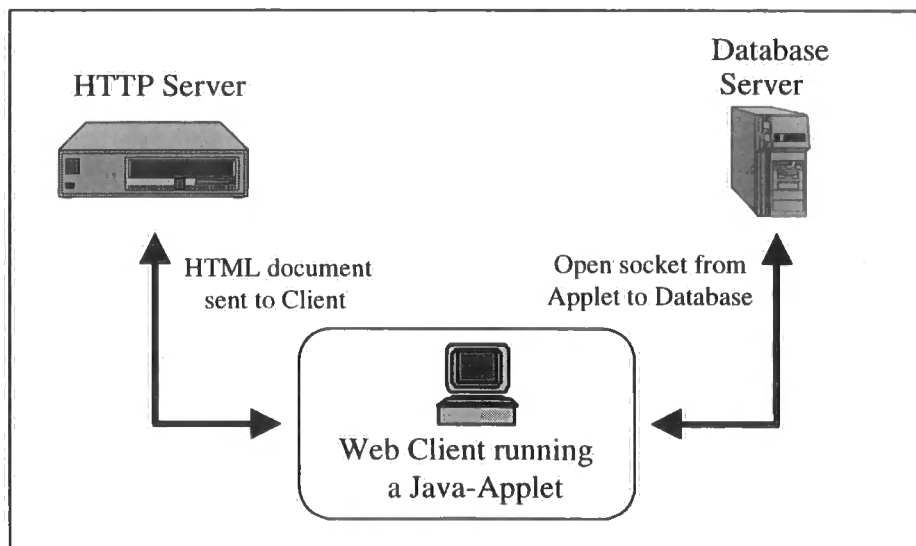 HTTP Server
Database
Server
HTML document
sent to Client
Open socket from
Applet to Database
Web Client running
a Java-Applet